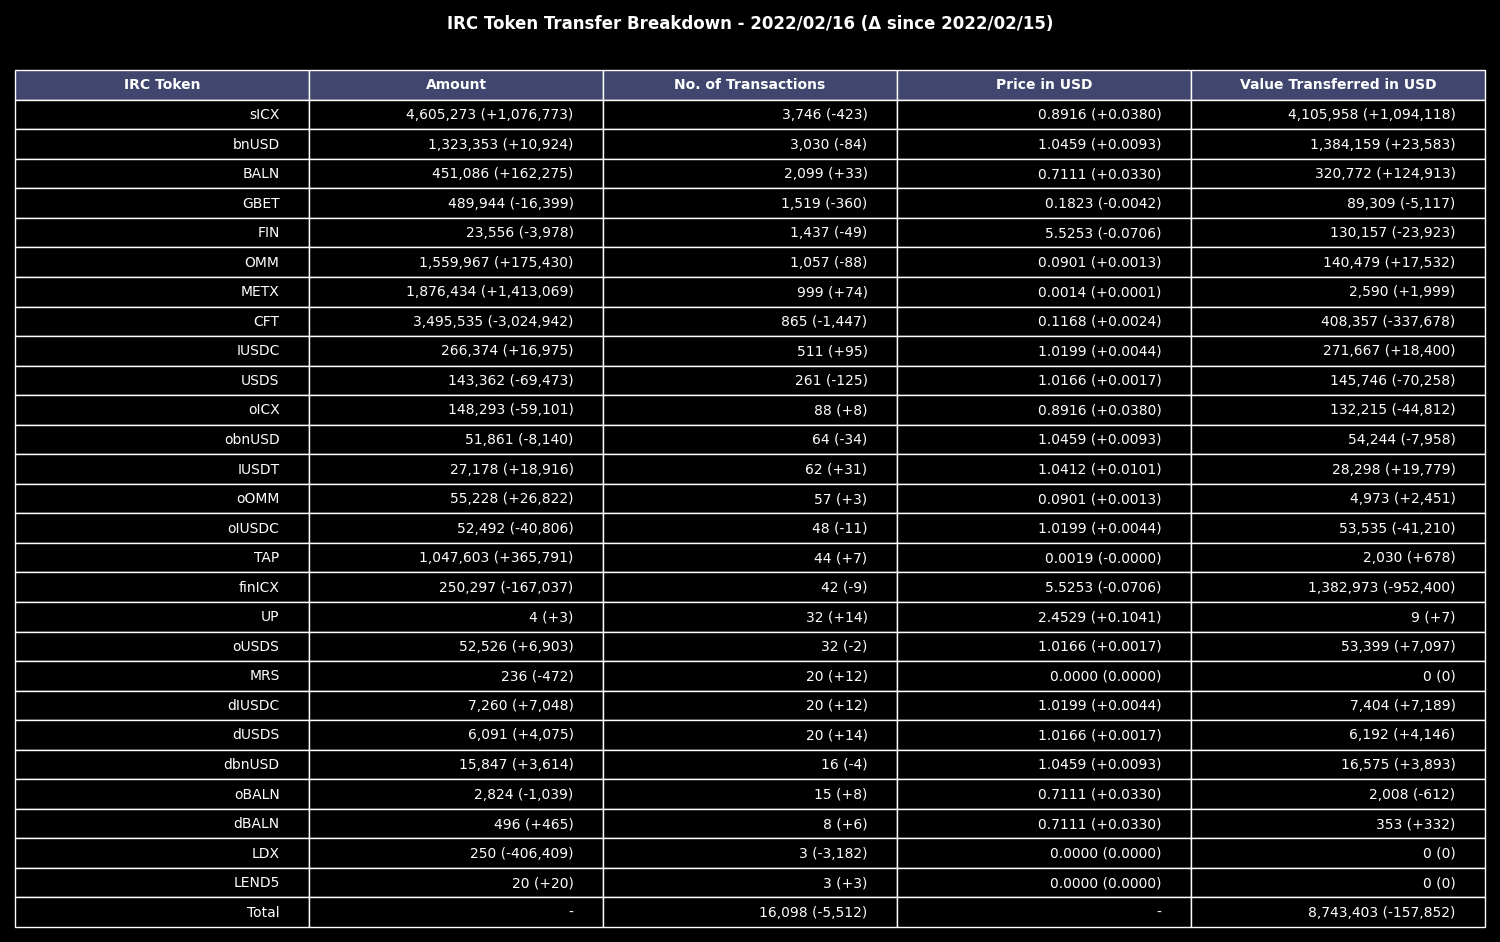 IRC Token Transfer Breakdown - 2022/02/16 (Δ since 2022/02/15)
IRC Token Amount No. of Transactions Price in USD Value Transferred in USD
sICX 4,605,273 (+1,076,773) 3,746 (-423) 0.8916 (+0.0380) 4,105,958 (+1,094,118)
bnUSD 1,323,353 (+10,924) 3,030 (-84) 1.0459 (+0.0093) 1,384,159 (+23,583)
BALN 451,086 (+162,275) 2,099 (+33) 0.7111 (+0.0330) 320,772 (+124,913)
GBET 489,944 (-16,399) 1,519 (-360) 0.1823 (-0.0042) 89,309 (-5,117)
FIN 23,556 (-3,978) 1,437 (-49) 5.5253 (-0.0706) 130,157 (-23,923)
OMM 1,559,967 (+175,430) 1,057 (-88) 0.0901 (+0.0013) 140,479 (+17,532)
METX 1,876,434 (+1,413,069) 999 (+74) 0.0014 (+0.0001) 2,590 (+1,999)
CFT 3,495,535 (-3,024,942) 865 (-1,447) 0.1168 (+0.0024) 408,357 (-337,678)
IUSDC 266,374 (+16,975) 511 (+95) 1.0199 (+0.0044) 271,667 (+18,400)
USDS 143,362 (-69,473) 261 (-125) 1.0166 (+0.0017) 145,746 (-70,258)
oICX 148,293 (-59,101) 88 (+8) 0.8916 (+0.0380) 132,215 (-44,812)
obnUSD 51,861 (-8,140) 64 (-34) 1.0459 (+0.0093) 54,244 (-7,958)
IUSDT 27,178 (+18,916) 62 (+31) 1.0412 (+0.0101) 28,298 (+19,779)
oOMM 55,228 (+26,822) 57 (+3) 0.0901 (+0.0013) 4,973 (+2,451)
oIUSDC 52,492 (-40,806) 48 (-11) 1.0199 (+0.0044) 53,535 (-41,210)
TAP 1,047,603 (+365,791) 44 (+7) 0.0019 (-0.0000) 2,030 (+678)
finICX 250,297 (-167,037) 42 (-9) 5.5253 (-0.0706) 1,382,973 (-952,400)
UP 4 (+3) 32 (+14) 2.4529 (+0.1041) 9 (+7)
oUSDS 52,526 (+6,903) 32 (-2) 1.0166 (+0.0017) 53,399 (+7,097)
MRS 236 (-472) 20 (+12) 0.0000 (0.0000) 0 (0)
dIUSDC 7,260 (+7,048) 20 (+12) 1.0199 (+0.0044) 7,404 (+7,189)
dUSDS 6,091 (+4,075) 20 (+14) 1.0166 (+0.0017) 6,192 (+4,146)
dbnUSD 15,847 (+3,614) 16 (-4) 1.0459 (+0.0093) 16,575 (+3,893)
oBALN 2,824 (-1,039) 15 (+8) 0.7111 (+0.0330) 2,008 (-612)
dBALN 496 (+465) 8 (+6) 0.7111 (+0.0330) 353 (+332)
LDX 250 (-406,409) 3 (-3,182) 0.0000 (0.0000) 0 (0)
LEND5 20 (+20) 3 (+3) 0.0000 (0.0000) 0 (0)
Total - 16,098 (-5,512) - 8,743,403 (-157,852)